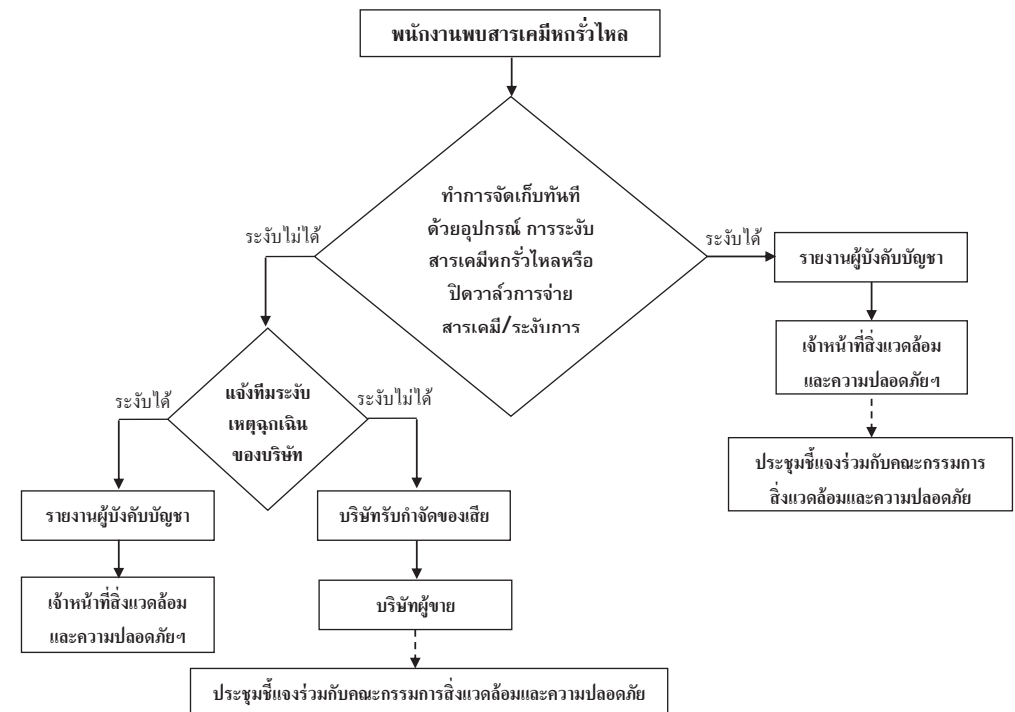 พนักงานพบสารเคมีหกรั่วไหล
ทำการจัดเก็บทันที
ด้วยอุปกรณ์ การระงับ
สารเคมีหกรั่วไหลหรือ
ปิดวาล์วการจ่าย
สารเคมี/ระงับการ
ระงับไม่ได้
ระงับได้
รายงานผู้บังคับบัญชา
เจ้าหน้าที่สิ่งแวดล้อม
และความปลอดภัยฯ
ประชุมชี้แจงร่วมกับคณะกรรมการ
สิ่งแวดล้อมและความปลอดภัย
แจ้งทีมระงับ
เหตุฉุกเฉิน
ของบริษัท
ระงับได้
ระงับไม่ได้
รายงานผู้บังคับบัญชา
เจ้าหน้าที่สิ่งแวดล้อม
และความปลอดภัยฯ
บริษัทรับกำจัดของเสีย
บริษัทผู้ขาย
ประชุมชี้แจงร่วมกับคณะกรรมการสิ่งแวดล้อมและความปลอดภัย